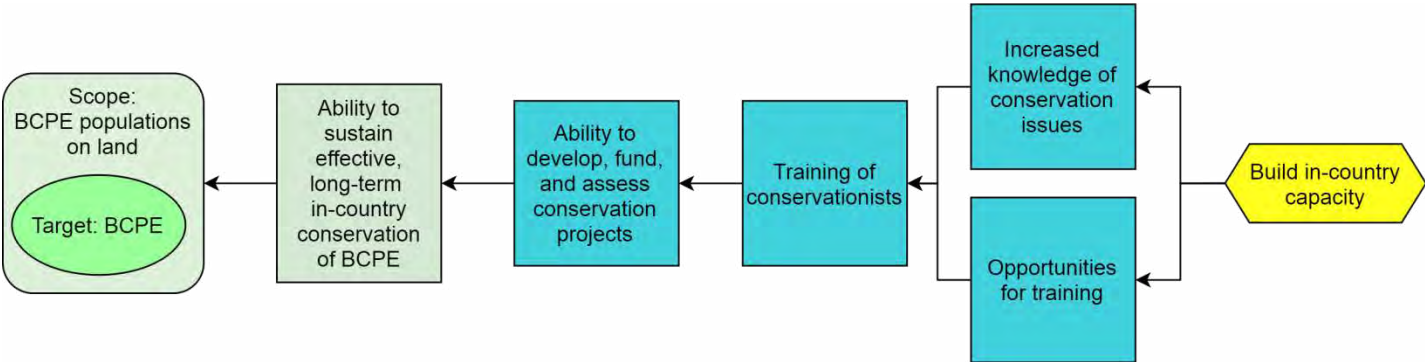 Scope:
BCPE populations
on land
Target: BCPE
Ability to
sustain
effective,
long-term
in-country
conservation
of BCPE
Ability to
develop, fund,
and assess
conservation
projects
Training of
conservationists
Increased
knowledge of
conservation
issues
Opportunities
for training
Build in-country
capacity